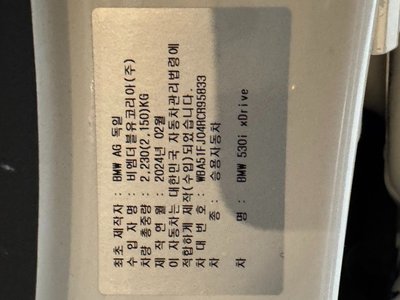 최초 제작자 : BMW AG 독일
수 입 자 명 : 비엠더블유코리아(주)
차량 총중량 : 2,230(2,150)KG
제 작 연 월 : 2024년 02월
이 자동차는 대한민국 자동차관리법령에
적합하게 제작(수입)되었습니다.
차 대 번 호 : WBA51FJ04RCR95833
차 종 : 승용자동차
차 명 : BMW 530i xDrive